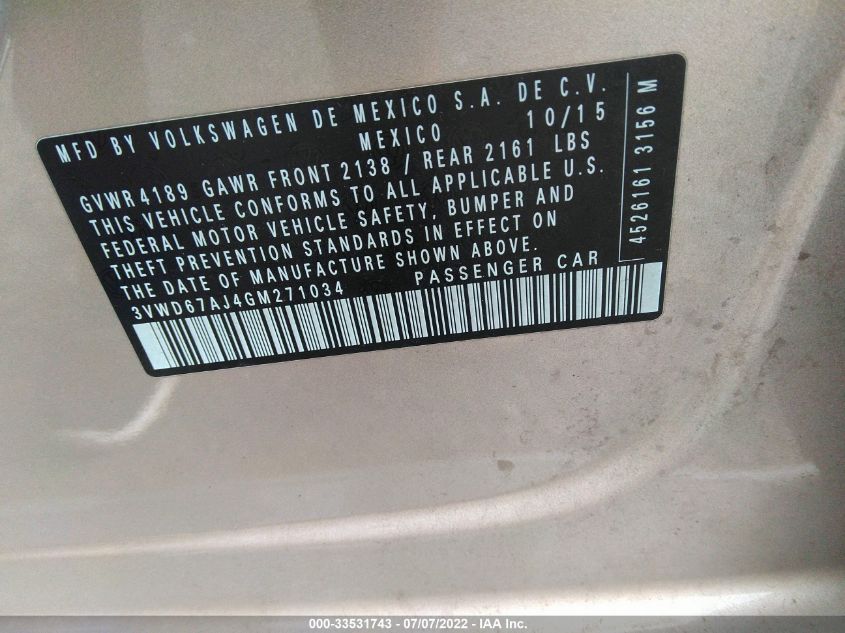 MFD BY VOLKSWAGEN DE MEXICO S.A. DE C.V.
MEXICO 10/15
GVWR 4189 GAWR FRONT 2138 / REAR 2161 LBS
THIS VEHICLE CONFORMS TO ALL APPLICABLE U.S.
FEDERAL MOTOR VEHICLE SAFETY, BUMPER AND
THEFT PREVENTION STANDARDS IN EFFECT ON
THE DATE OF MANUFACTURE SHOWN ABOVE.
3VWD67AJ4GM271034 PASSENGER CAR
4526161 3156 M
000-33531743 - 07/07/2022 - IAA Inc.